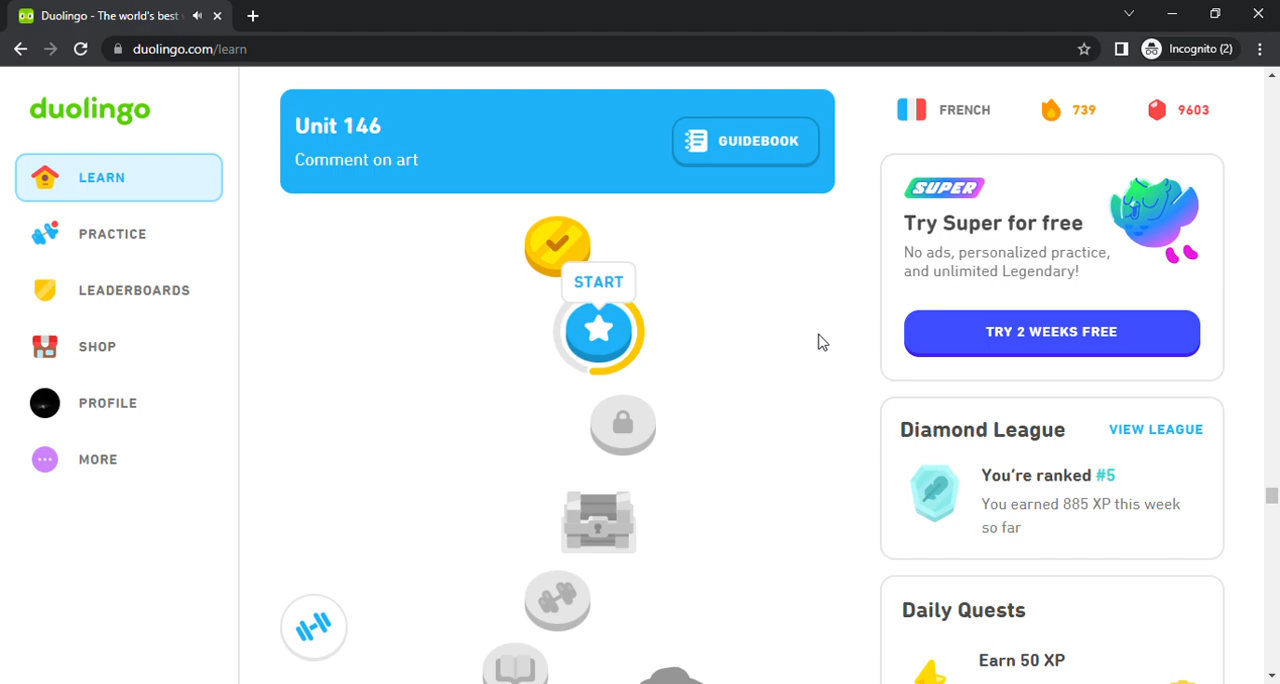 Duolingo - The world's best
duolingo.com/learn
Incognito (2)
duolingo
LEARN
PRACTICE
LEADERBOARDS
SHOP
PROFILE
MORE
Unit 146
Comment on art
GUIDEBOOK
START
FRENCH
739
9603
SUPER
Try Super for free
No ads, personalized practice,
and unlimited Legendary!
TRY 2 WEEKS FREE
Diamond League
VIEW LEAGUE
You're ranked #5
You earned 885 XP this week
so far
Daily Quests
Earn 50 XP